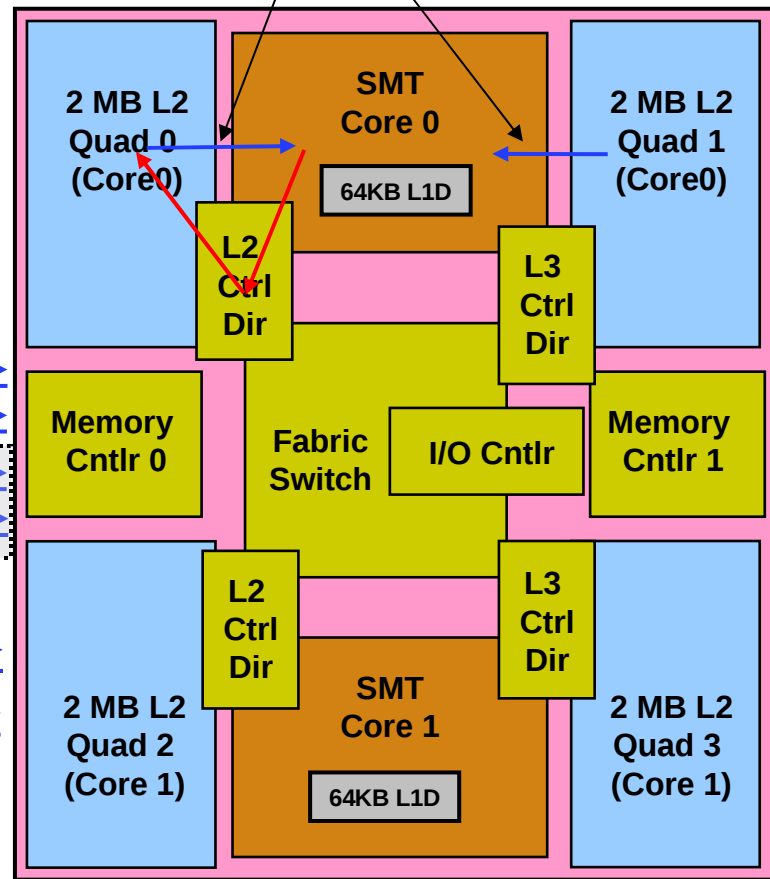 2 MB L2
Quad 0
(Core0)
SMT
Core 0
64KB L1D
2 MB L2
Quad 1
(Core0)
L2
Ctrl
Dir
L3
Ctrl
Dir
Memory
Cntlr 0
Fabric
Switch
I/O Cntlr
Memory
Cntlr 1
L2
Ctrl
Dir
L3
Ctrl
Dir
2 MB L2
Quad 2
(Core 1)
SMT
Core 1
64KB L1D
2 MB L2
Quad 3
(Core 1)